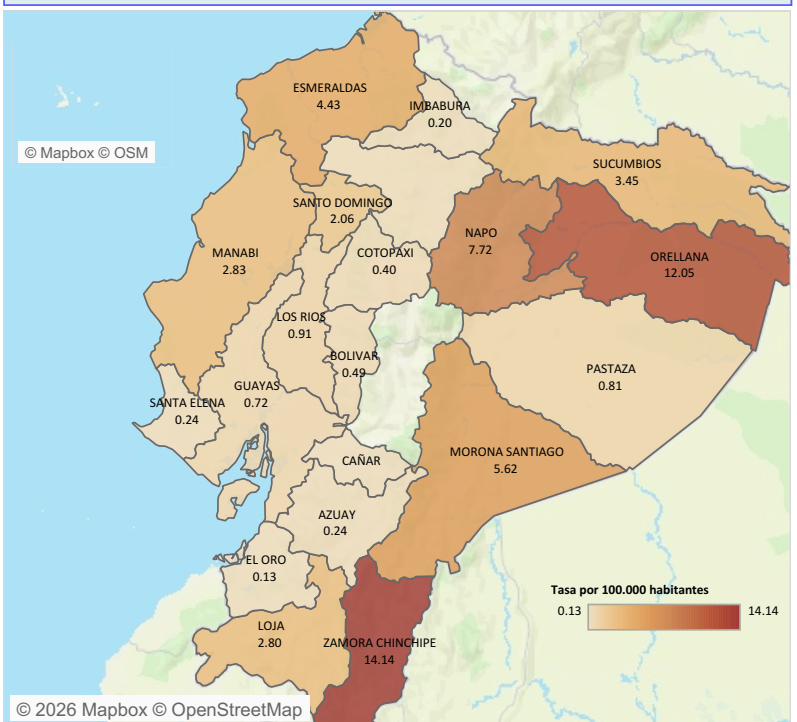 ESMERALDAS
4.43
IMBABURA
0.20
© Mapbox © OSM
SUCUMBIOS
3.45
SANTO DOMINGO
2.06
NAPO
7.72
MANABI
2.83
COTOPAXI
0.40
ORELLANA
12.05
LOS RIOS
0.91
BOLIVAR
0.49
PASTAZA
0.81
GUAYAS
0.72
SANTA ELENA
0.24
MORONA SANTIAGO
5.62
CAÑAR
AZUAY
0.24
EL ORO
0.13
Tasa por 100.000 habitantes
0.13 14.14
LOJA
2.80
ZAMORA CHINCHIPE
14.14
© 2026 Mapbox © OpenStreetMap